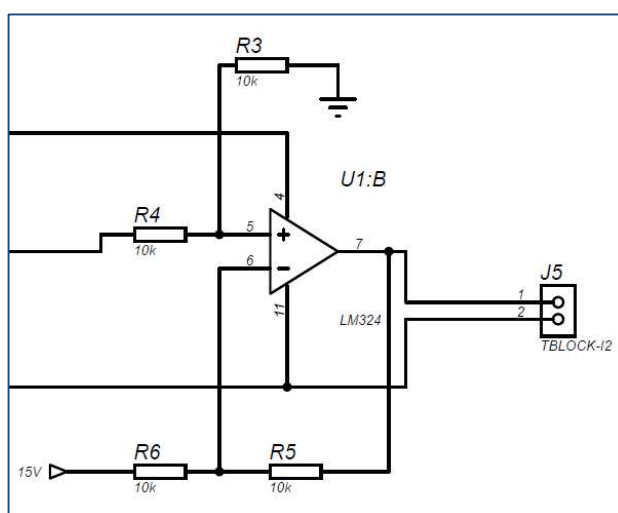 R3
10k
U1:B
4
R4
10k
5
+
7
6
-
11
LM324
J5
1
2
TBLOCK-I2
R6
10k
R5
10k
15V